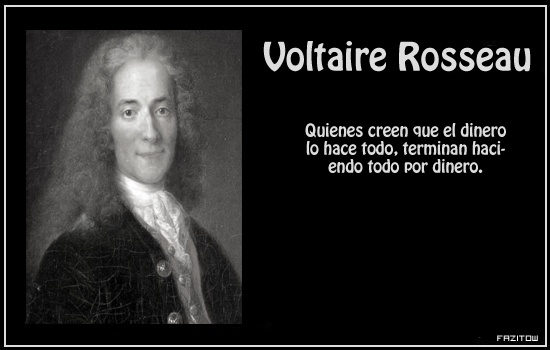 Voltaire Rosseau
Quienes creen que el dinero
lo hace todo, terminan haci-
endo todo por dinero.
FAZITOW